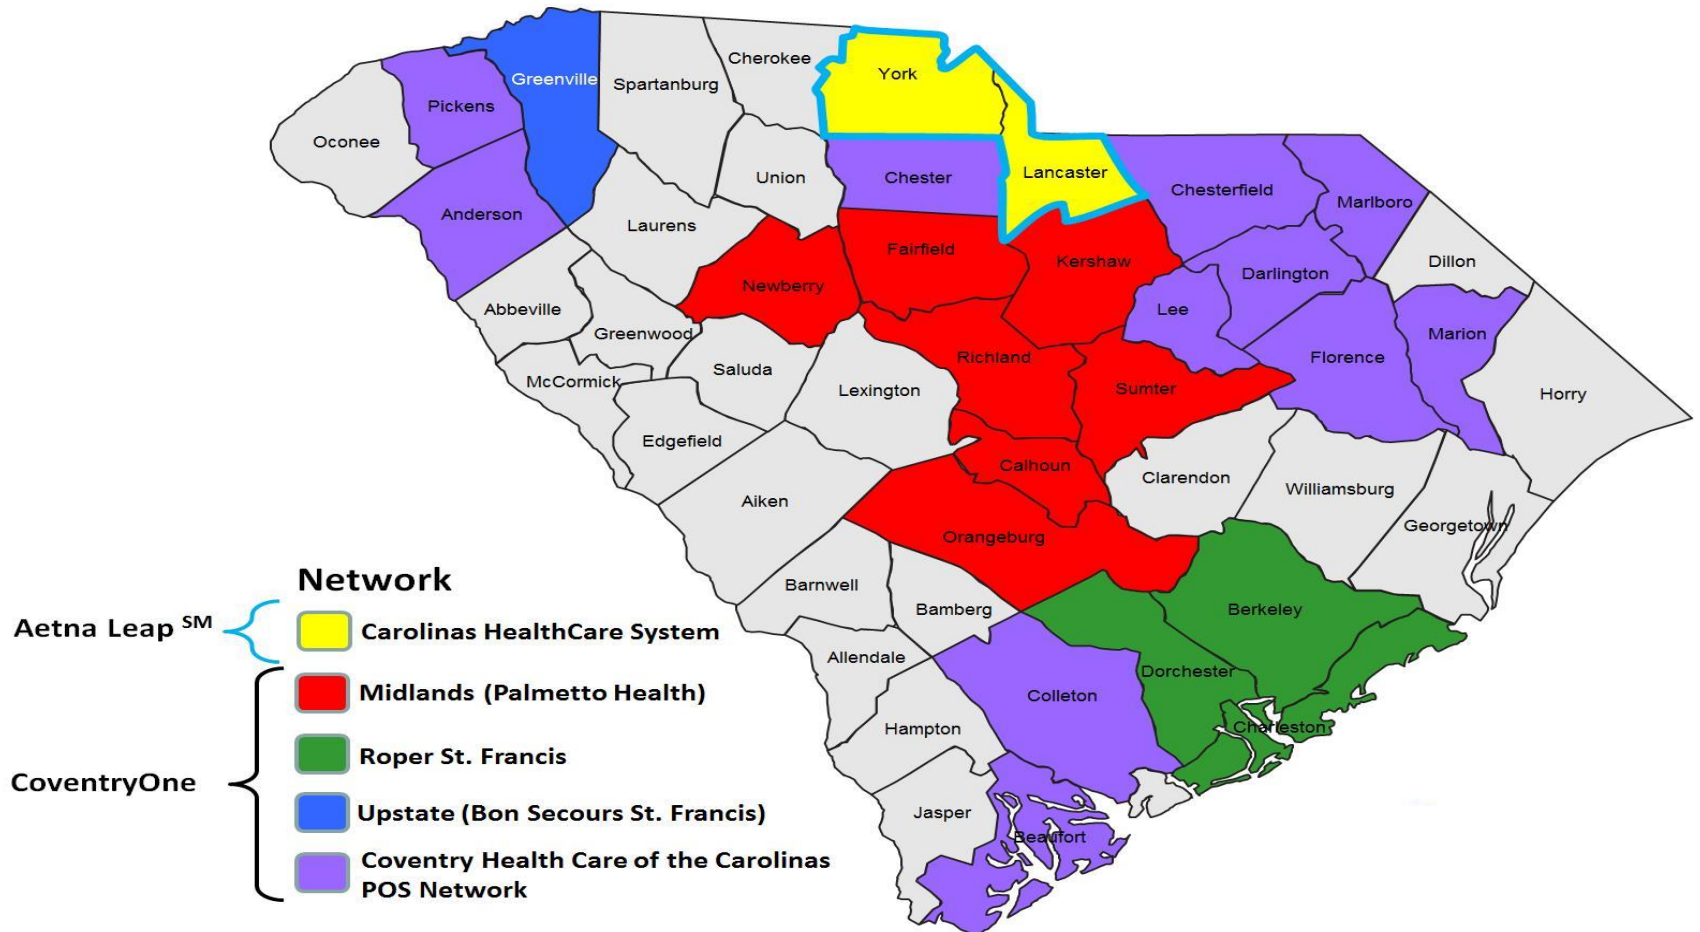 Cherokee
York
Greenville
Spartanburg
Pickens
Oconee
Union
Chester
Lancaster
Chesterfield
Marlboro
Anderson
Laurens
Fairfield
Kershaw
Dillon
Newberry
Darlington
Abbeville
Greenwood
Lee
Marion
Richland
Florence
Saluda
McCormick
Lexington
Sumter
Horry
Edgefield
Calhoun
Clarendon
Williamsburg
Aiken
Georgetown
Orangeburg
Barnwell
Bamberg
Berkeley
Allendale
Dorchester
Colleton
Hampton
Charleston
Jasper
Beaufort
Network
Aetna Leap SM
Carolinas HealthCare System
Midlands (Palmetto Health)
Roper St. Francis
CoventryOne
Upstate (Bon Secours St. Francis)
Coventry Health Care of the Carolinas
POS Network